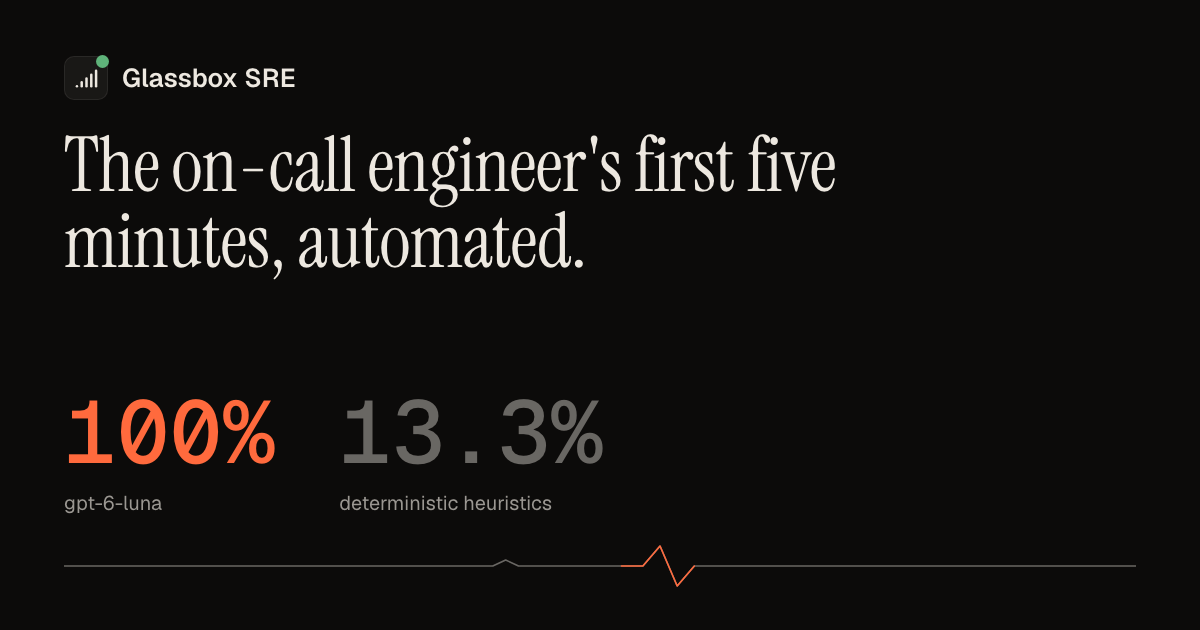 Glassbox SRE
The on-call engineer's first five
minutes, automated.
100% 13.3%
gpt-6-luna deterministic heuristics